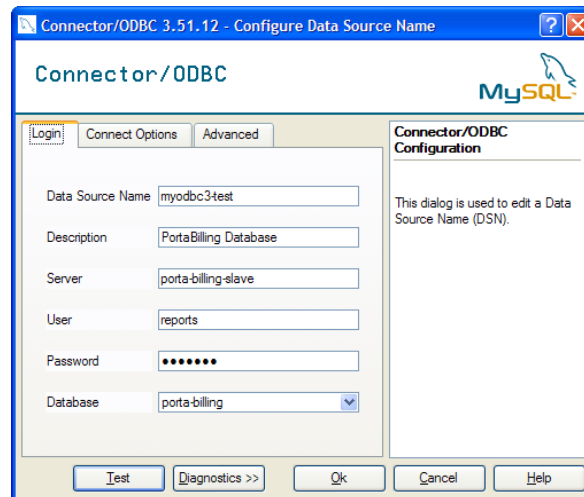 Connector/ODBC 3.51.12 - Configure Data Source Name
Connector/ODBC
MySQL
Login Connect Options Advanced
Data Source Name myodbc3-test
Description PortaBilling Database
Server porta-billing-slave
User reports
Password •••••••
Database porta-billing
Connector/ODBC
Configuration
This dialog is used to edit a Data
Source Name (DSN).
Test Diagnostics >> Ok Cancel Help